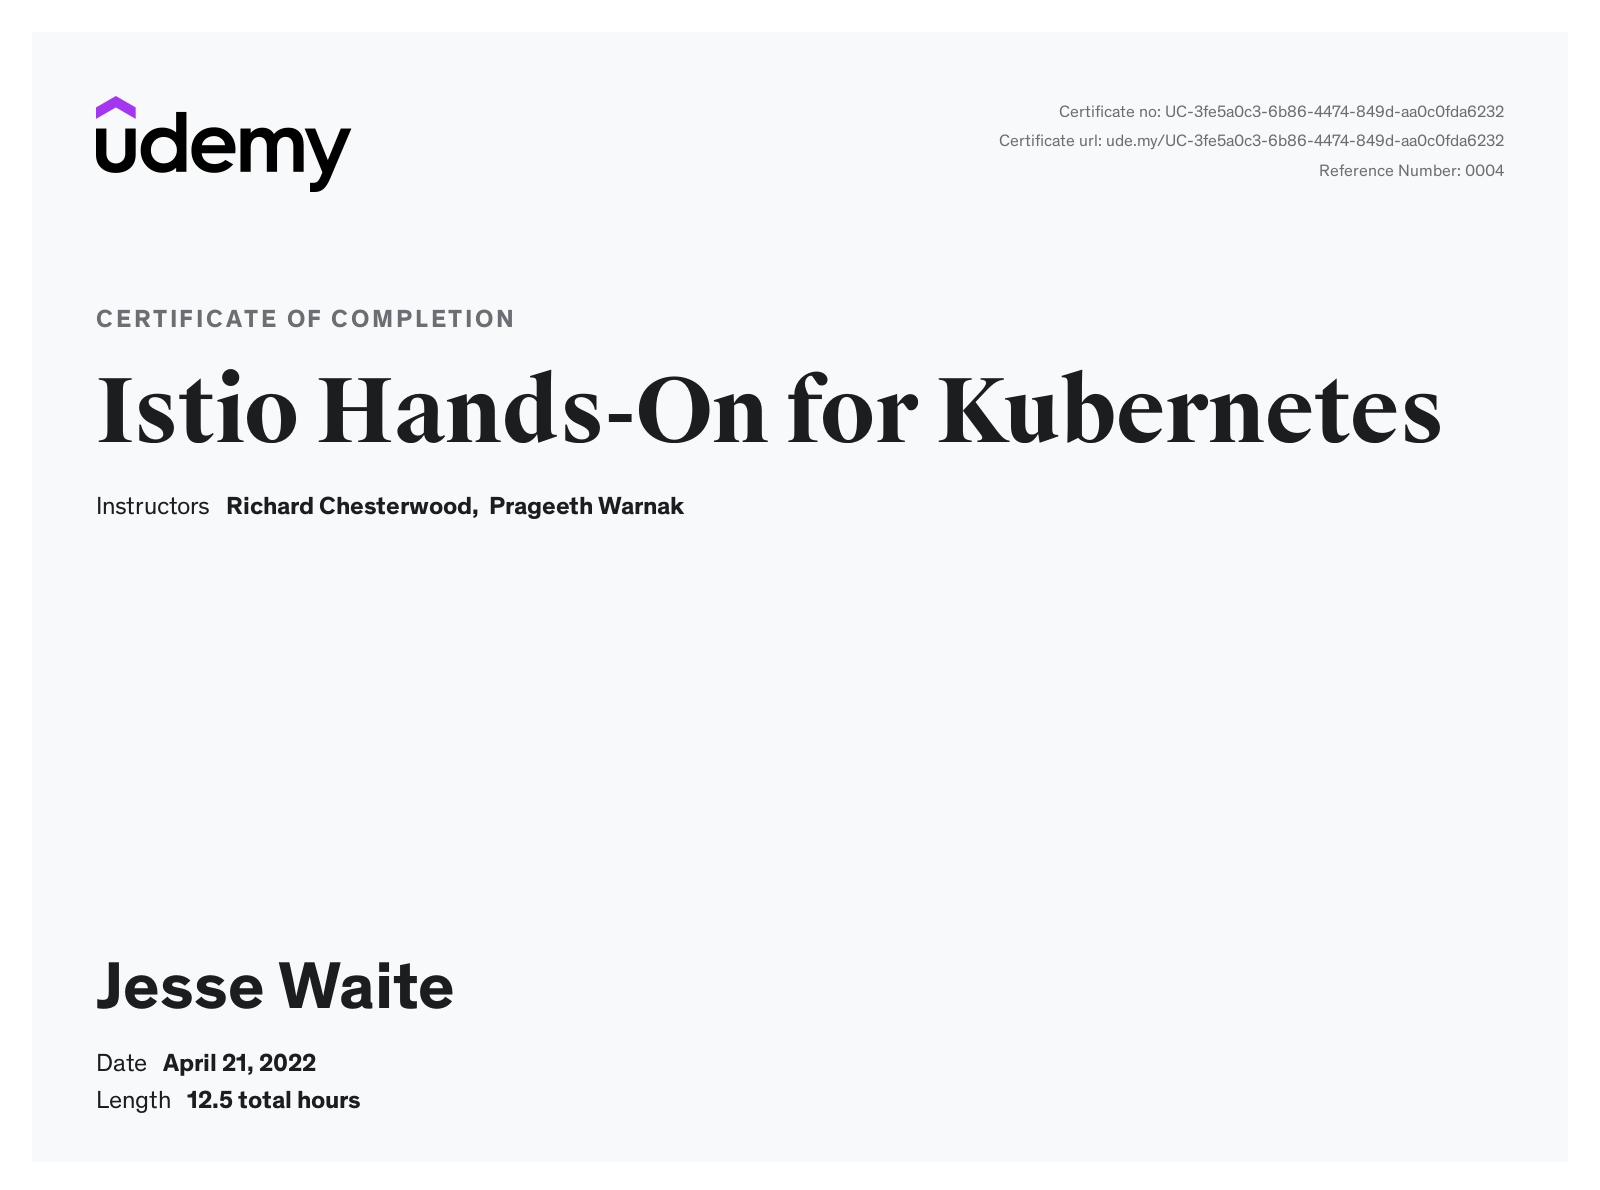 udemy
Certificate no: UC-3fe5a0c3-6b86-4474-849d-aa0c0fda6232
Certificate url: ude.my/UC-3fe5a0c3-6b86-4474-849d-aa0c0fda6232
Reference Number: 0004
CERTIFICATE OF COMPLETION
Istio Hands-On for Kubernetes
Instructors Richard Chesterwood, Prageeth Warnak
Jesse Waite
Date April 21, 2022
Length 12.5 total hours